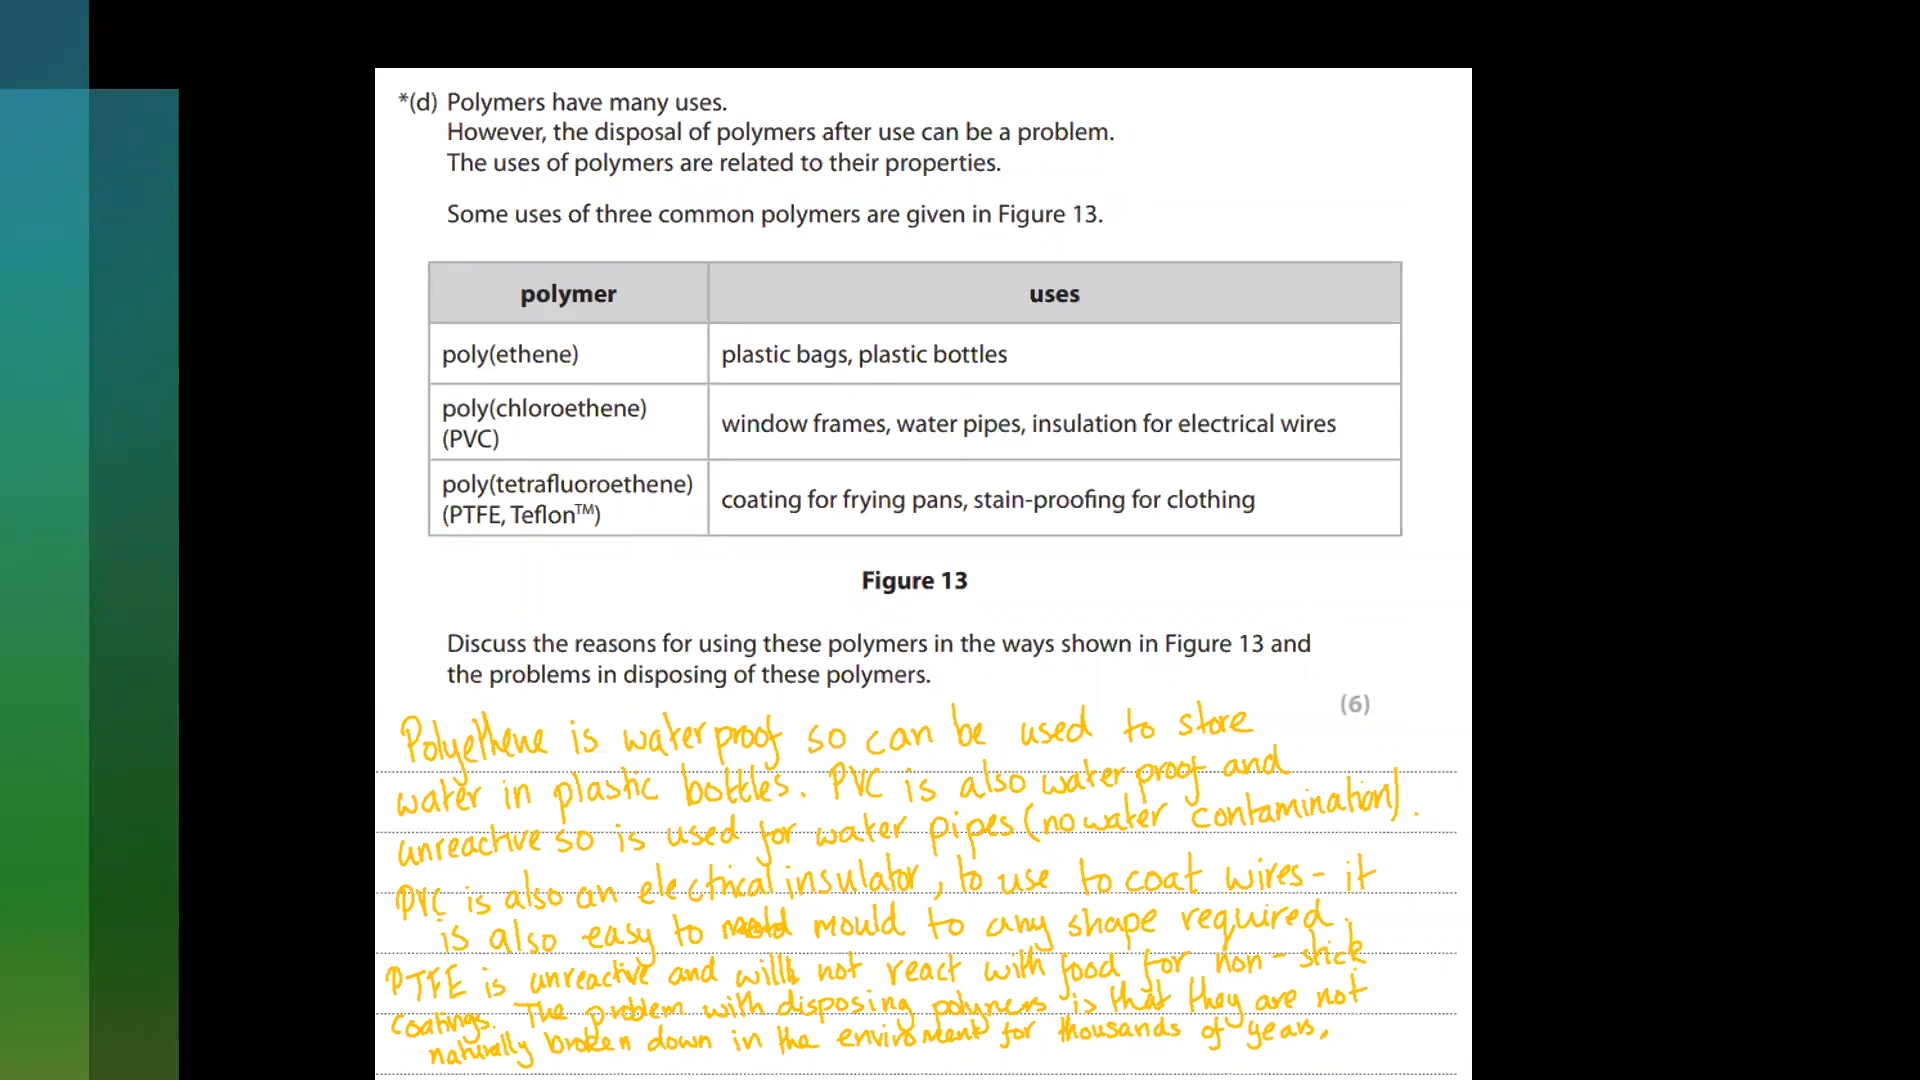 *(d) Polymers have many uses.
However, the disposal of polymers after use can be a problem.
The uses of polymers are related to their properties.
Some uses of three common polymers are given in Figure 13.
polymer uses
poly(ethene) plastic bags, plastic bottles
poly(chloroethene)
(PVC) window frames, water pipes, insulation for electrical wires
poly(tetrafluoroethene)
(PTFE, Teflon™) coating for frying pans, stain-proofing for clothing
Figure 13
Discuss the reasons for using these polymers in the ways shown in Figure 13 and
the problems in disposing of these polymers.
(6)
Polyethene is waterproof so can be used to store
water in plastic bottles. PVC is also waterproof and
unreactive so is used for water pipes (no water contamination).
PVC is also an electrical insulator, to use to coat wires - it
is also easy to mould to any shape required.
PTFE is unreactive and will not react with food for non-stick
coatings. The problem with disposing polymers is that they are not
naturally broken down in the enviroment for thousands of years.